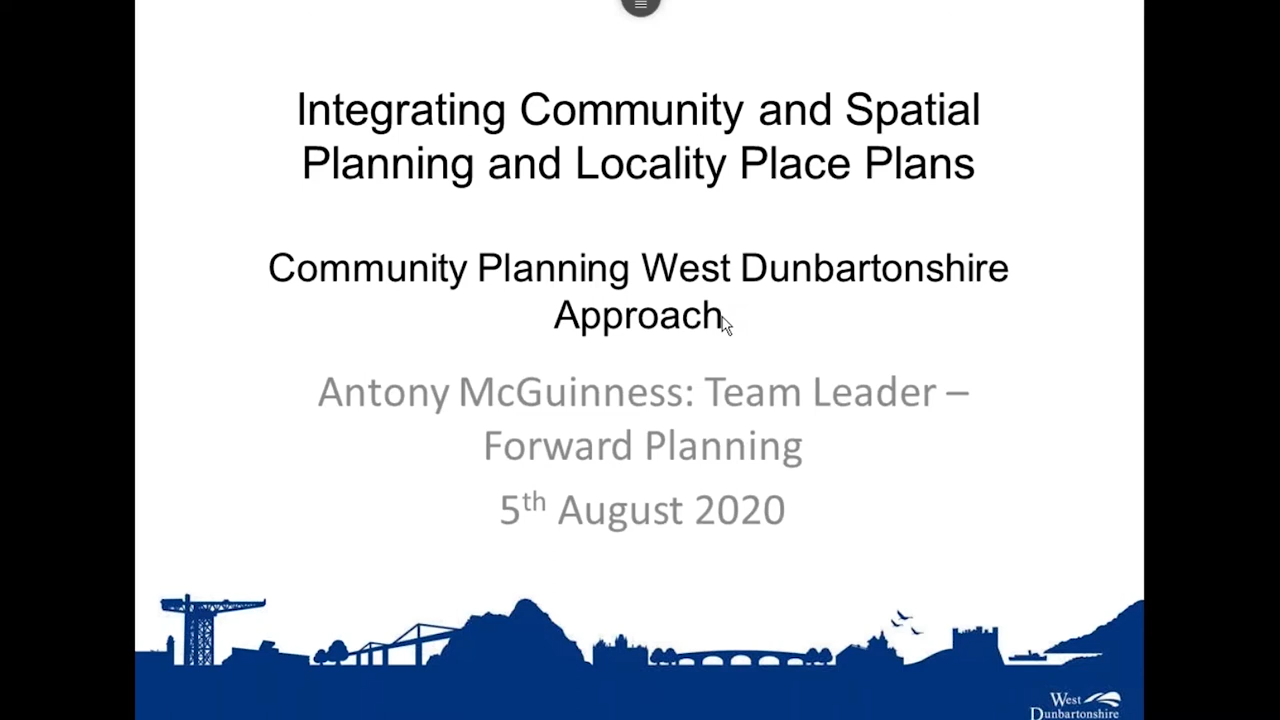 Integrating Community and Spatial
Planning and Locality Place Plans
Community Planning West Dunbartonshire
Approach
Antony McGuinness: Team Leader –
Forward Planning
5th August 2020
West
Dunbartonshire